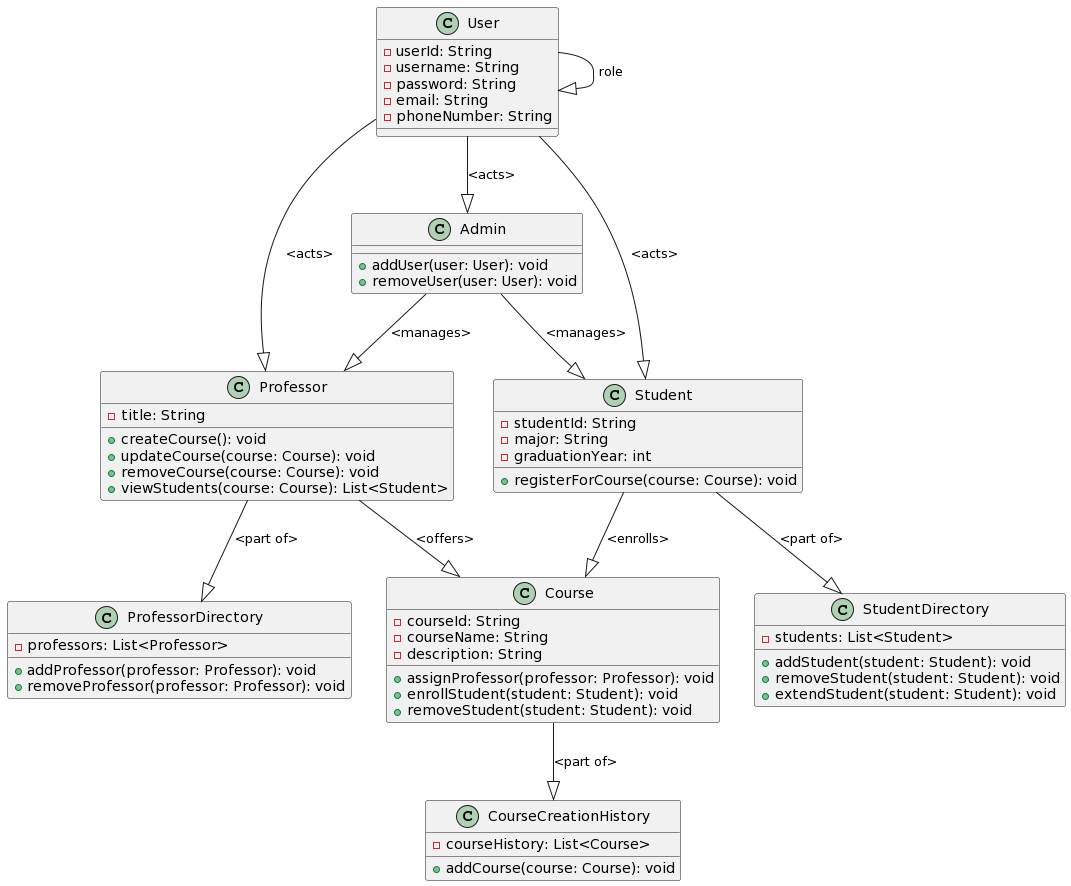 C User
userId: String
username: String
password: String
email: String
phoneNumber: String
role
<acts>
C Admin
addUser(user: User): void
removeUser(user: User): void
<acts>
<acts>
<manages>
<manages>
C Professor
title: String
createCourse(): void
updateCourse(course: Course): void
removeCourse(course: Course): void
viewStudents(course: Course): List<Student>
C Student
studentId: String
major: String
graduationYear: int
registerForCourse(course: Course): void
<part of>
<offers>
<enrolls>
<part of>
C ProfessorDirectory
professors: List<Professor>
addProfessor(professor: Professor): void
removeProfessor(professor: Professor): void
C Course
courseId: String
courseName: String
description: String
assignProfessor(professor: Professor): void
enrollStudent(student: Student): void
removeStudent(student: Student): void
C StudentDirectory
students: List<Student>
addStudent(student: Student): void
removeStudent(student: Student): void
extendStudent(student: Student): void
<part of>
C CourseCreationHistory
courseHistory: List<Course>
addCourse(course: Course): void